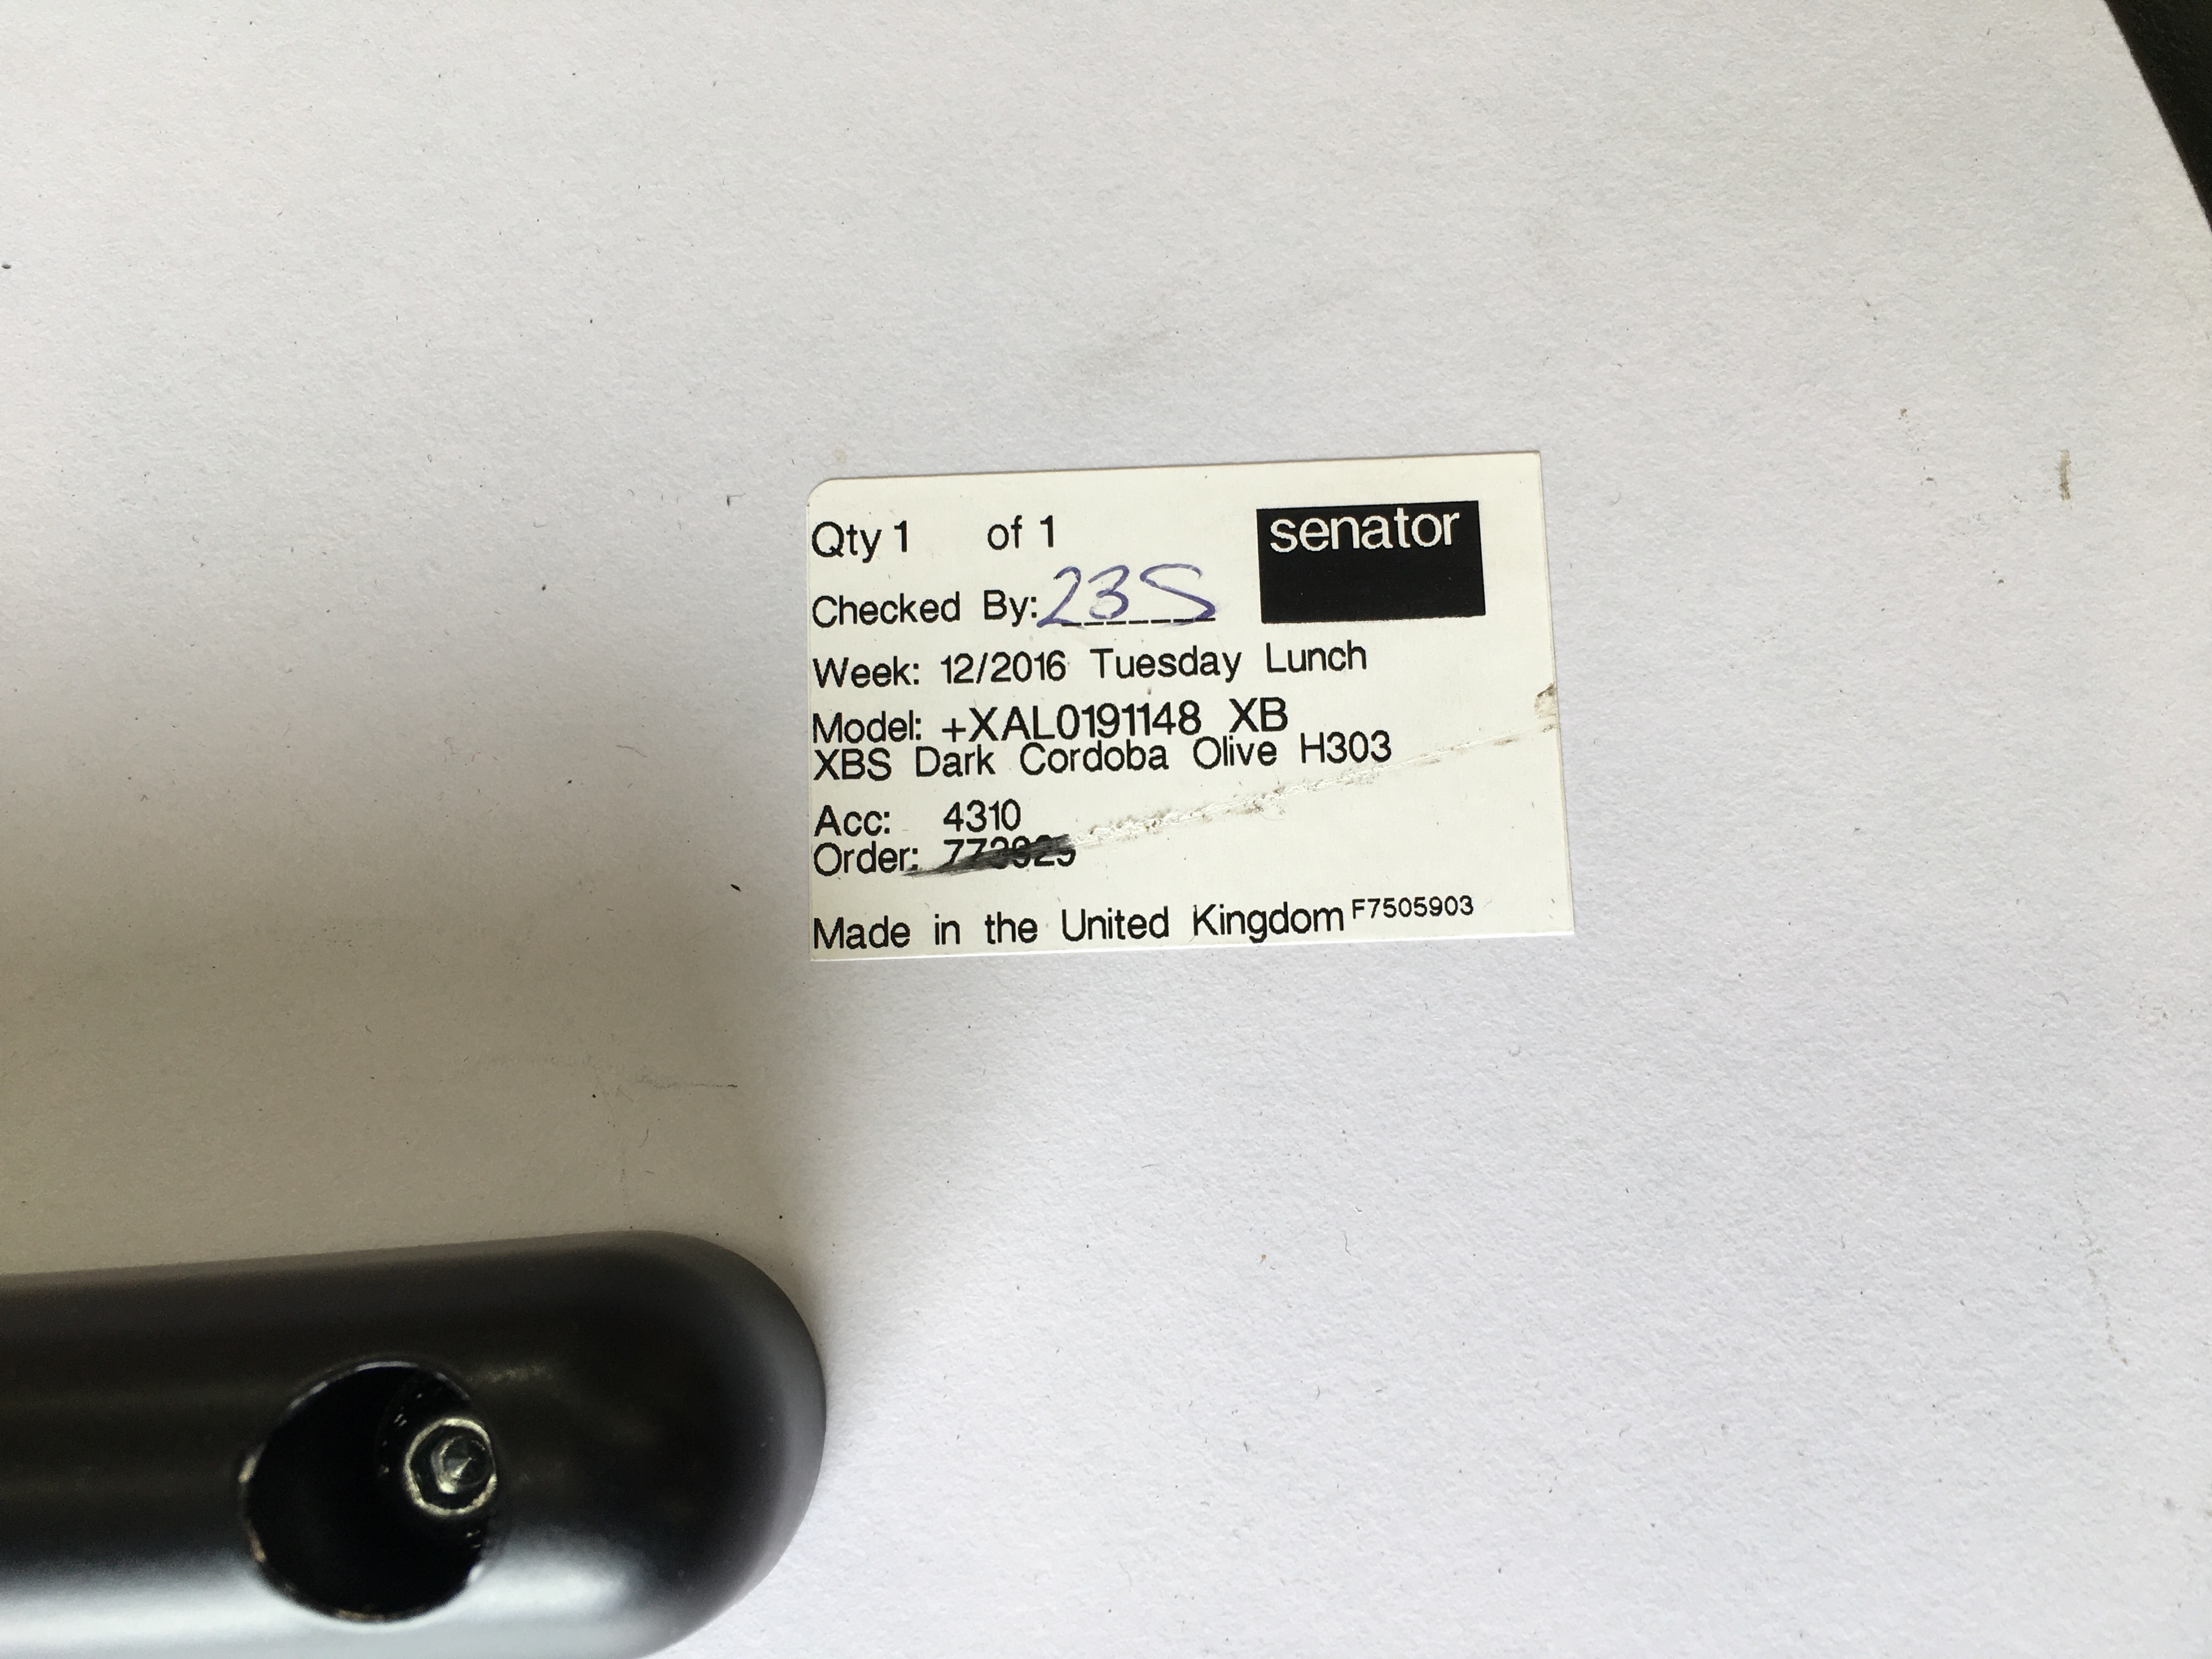 Qty 1 of 1
senator
Checked By: 23S
Week: 12/2016 Tuesday Lunch
Model: +XAL0191148 XB
XBS Dark Cordoba Olive H303
Acc: 4310
Order:
Made in the United Kingdom F7505903